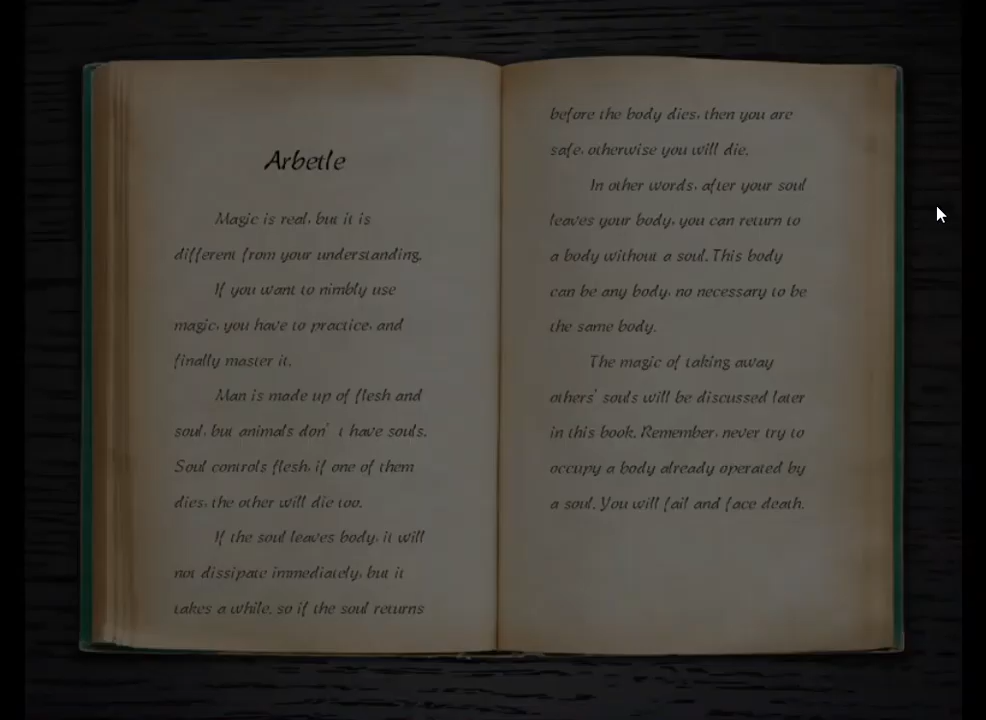 Arbetle
Magic is real, but it is
different from your understanding.
If you want to nimbly use
magic, you have to practice, and
finally master it.
Man is made up of flesh and
soul, but animals don't have souls.
Soul controls flesh, if one of them
dies, the other will die too.
If the soul leaves body, it will
not dissipate immediately, but it
takes a while, so if the soul returns
before the body dies, then you are
safe, otherwise you will die.
In other words, after your soul
leaves your body, you can return to
a body without a soul. This body
can be any body, no necessary to be
the same body.
The magic of taking away
others' souls will be discussed later
in this book. Remember, never try to
occupy a body already operated by
a soul. You will fail and face death.